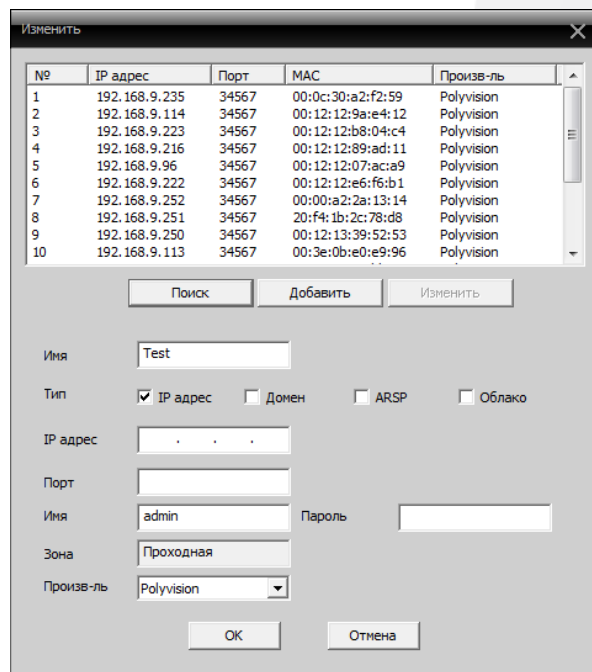 Изменить
№ IP адрес Порт MAC Произв-ль
1 192.168.9.235 34567 00:0c:30:a2:f2:59 Polyvision
2 192.168.9.114 34567 00:12:12:9a:e4:12 Polyvision
3 192.168.9.223 34567 00:12:12:b8:04:c4 Polyvision
4 192.168.9.216 34567 00:12:12:89:ad:11 Polyvision
5 192.168.9.96 34567 00:12:12:07:ac:a9 Polyvision
6 192.168.9.222 34567 00:12:12:e6:f6:b1 Polyvision
7 192.168.9.252 34567 00:00:a2:2a:13:14 Polyvision
8 192.168.9.251 34567 20:f4:1b:2c:78:d8 Polyvision
9 192.168.9.250 34567 00:12:13:39:52:53 Polyvision
10 192.168.9.113 34567 00:3e:0b:e0:e9:96 Polyvision
Поиск Добавить Изменить
Имя Test
Тип IP адрес Домен ARSP Облако
IP адрес . . .
Порт
Имя admin Пароль
Зона Проходная
Произв-ль Polyvision
OK Отмена